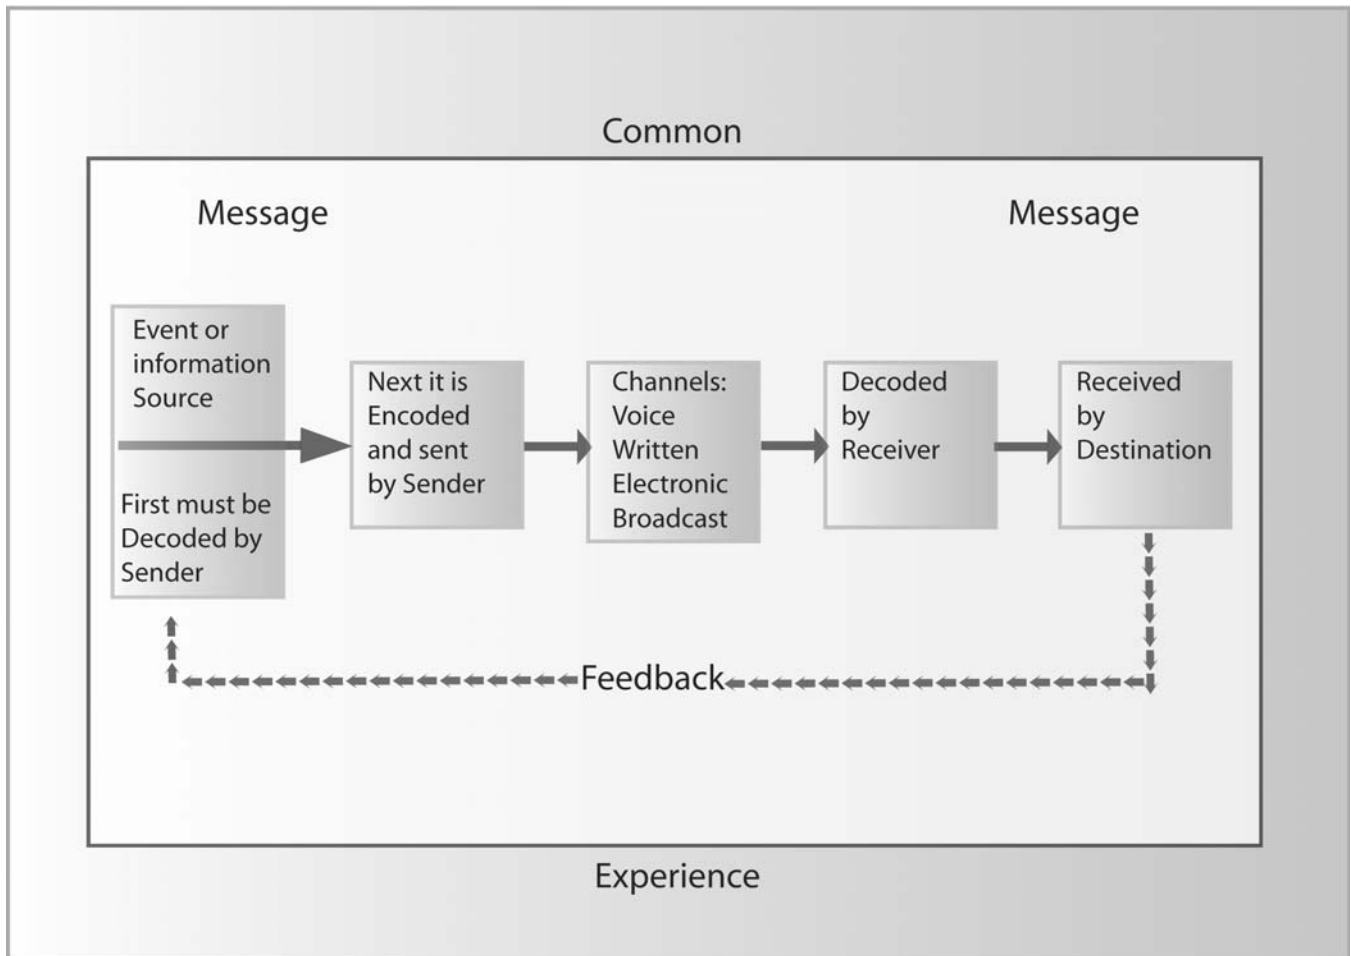 Common
Message
Message
Event or
information
Source
First must be
Decoded by
Sender
Next it is
Encoded
and sent
by Sender
Channels:
Voice
Written
Electronic
Broadcast
Decoded
by
Receiver
Received
by
Destination
Feedback
Experience